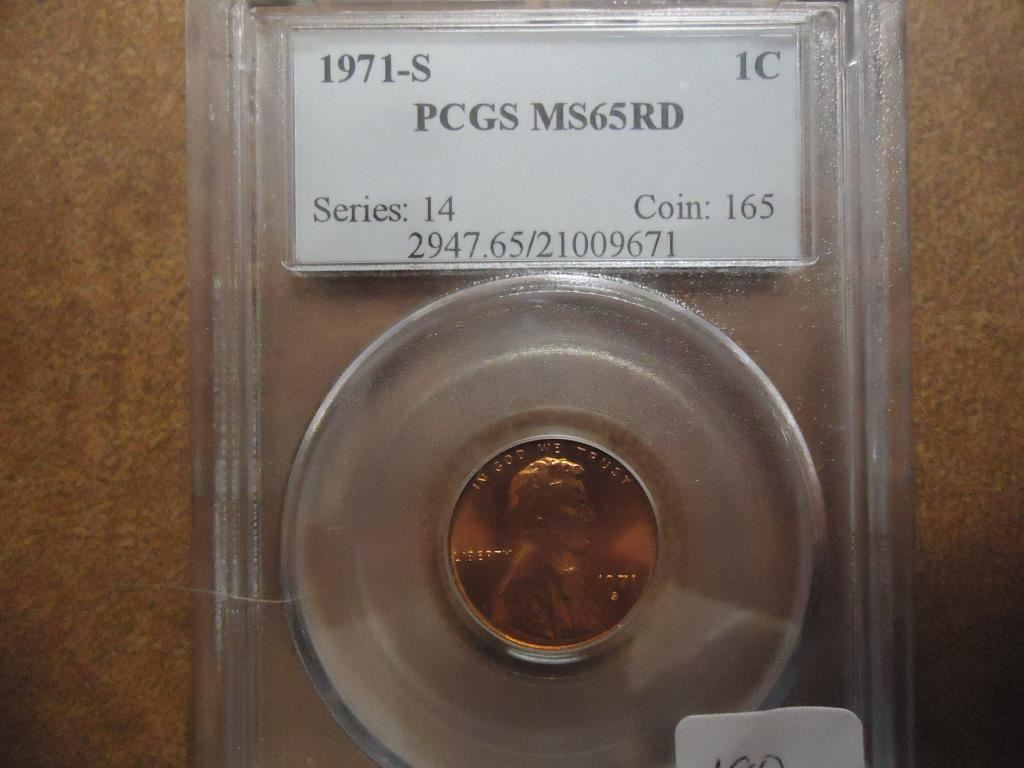 1971-S 1C
PCGS MS65RD
Series: 14 Coin: 165
2947.65/21009671
IN GOD WE TRUST
LIBERTY
1971
S